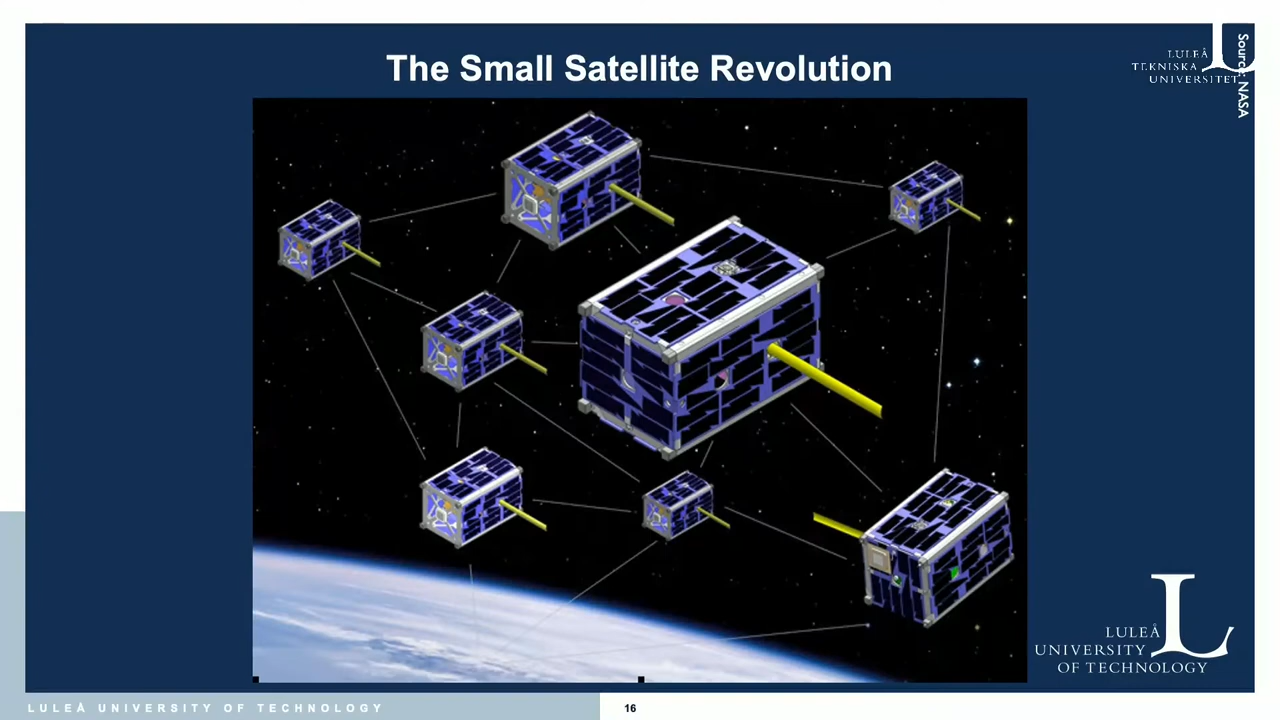 The Small Satellite Revolution
LULEÅ
TEKNISKA
UNIVERSITET
Source: NASA
LULEÅ
UNIVERSITY
OF TECHNOLOGY
LULEÅ UNIVERSITY OF TECHNOLOGY
16